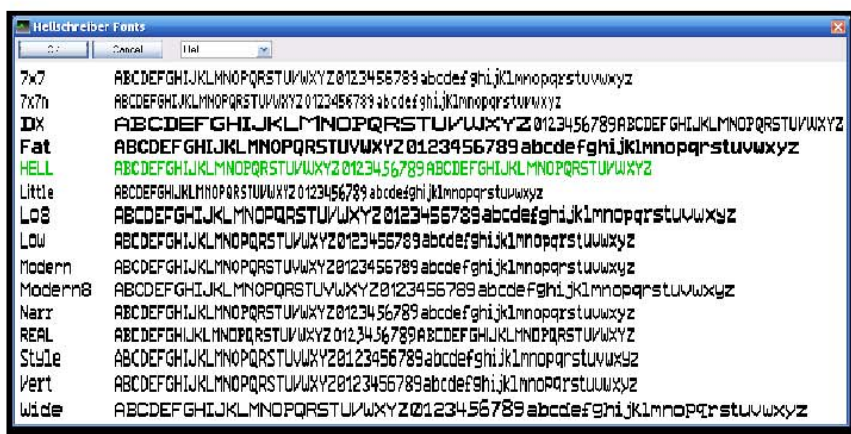 Hellschreiber Fonts
OK Cancel Hell
7x7 ABCDEFGHIJKLMNOPQRSTUVWXYZ0123456789abcdefghijklmnopqrstuvwxyz
7x7n ABCDEFGHIJKLMNOPQRSTUVWXYZ0123456789abcdefghijklmnopqrstuvwxyz
DX ABCDEFGHIJKLMNOPQRSTUVWXYZ0123456789ABCDEFGHIJKLMNOPQRSTUVWXYZ
Fat ABCDEFGHIJKLMNOPQRSTUVWXYZ0123456789abcdefghijklmnopqrstuvwxyz
HELL ABCDEFGHIJKLMNOPQRSTUVWXYZ0123456789ABCDEFGHIJKLMNOPQRSTUVWXYZ
Little ABCDEFGHIJKLMNOPQRSTUVWXYZ0123456789abcdefghijklmnopqrstuvwxyz
Lo8 ABCDEFGHIJKLMNOPQRSTUVWXYZ0123456789abcdefghijklmnopqrstuvwxyz
Low ABCDEFGHIJKLMNOPQRSTUVWXYZ0123456789abcdefghijklmnopqrstuvwxyz
Modern ABCDEFGHIJKLMNOPQRSTUVWXYZ0123456789abcdefghijklmnopqrstuvwxyz
Modern8 ABCDEFGHIJKLMNOPQRSTUVWXYZ0123456789abcdefghijklmnopqrstuvwxyz
Narr ABCDEFGHIJKLMNOPQRSTUVWXYZ0123456789abcdefghijklmnopqrstuvwxyz
REAL ABCDEFGHIJKLMNOPQRSTUVWXYZ0123456789ABCDEFGHIJKLMNOPQRSTUVWXYZ
Style ABCDEFGHIJKLMNOPQRSTUVWXYZ0123456789abcdefghijklmnopqrstuvwxyz
Vert ABCDEFGHIJKLMNOPQRSTUVWXYZ0123456789abcdefghijklmnopqrstuvwxyz
Wide ABCDEFGHIJKLMNOPQRSTUVWXYZ0123456789abcdefghijklmnopqrstuvwxyz